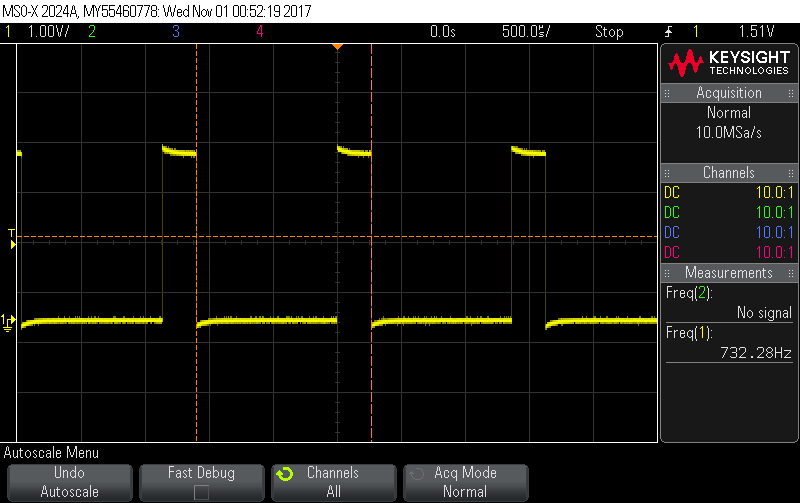 MSO-X 2024A, MY55460778: Wed Nov 01 00:52:19 2017
1 1.00V/ 2 3 4 0.0s 500.0s/ Stop 1 1.51V
KEYSIGHT
TECHNOLOGIES
Acquisition
Normal
10.0MSa/s
Channels
DC 10.0:1
DC 10.0:1
DC 10.0:1
DC 10.0:1
Measurements
Freq(2):
No signal
Freq(1):
732.28Hz
T
1
Autoscale Menu
Undo
Autoscale
Fast Debug
Channels
All
Acq Mode
Normal